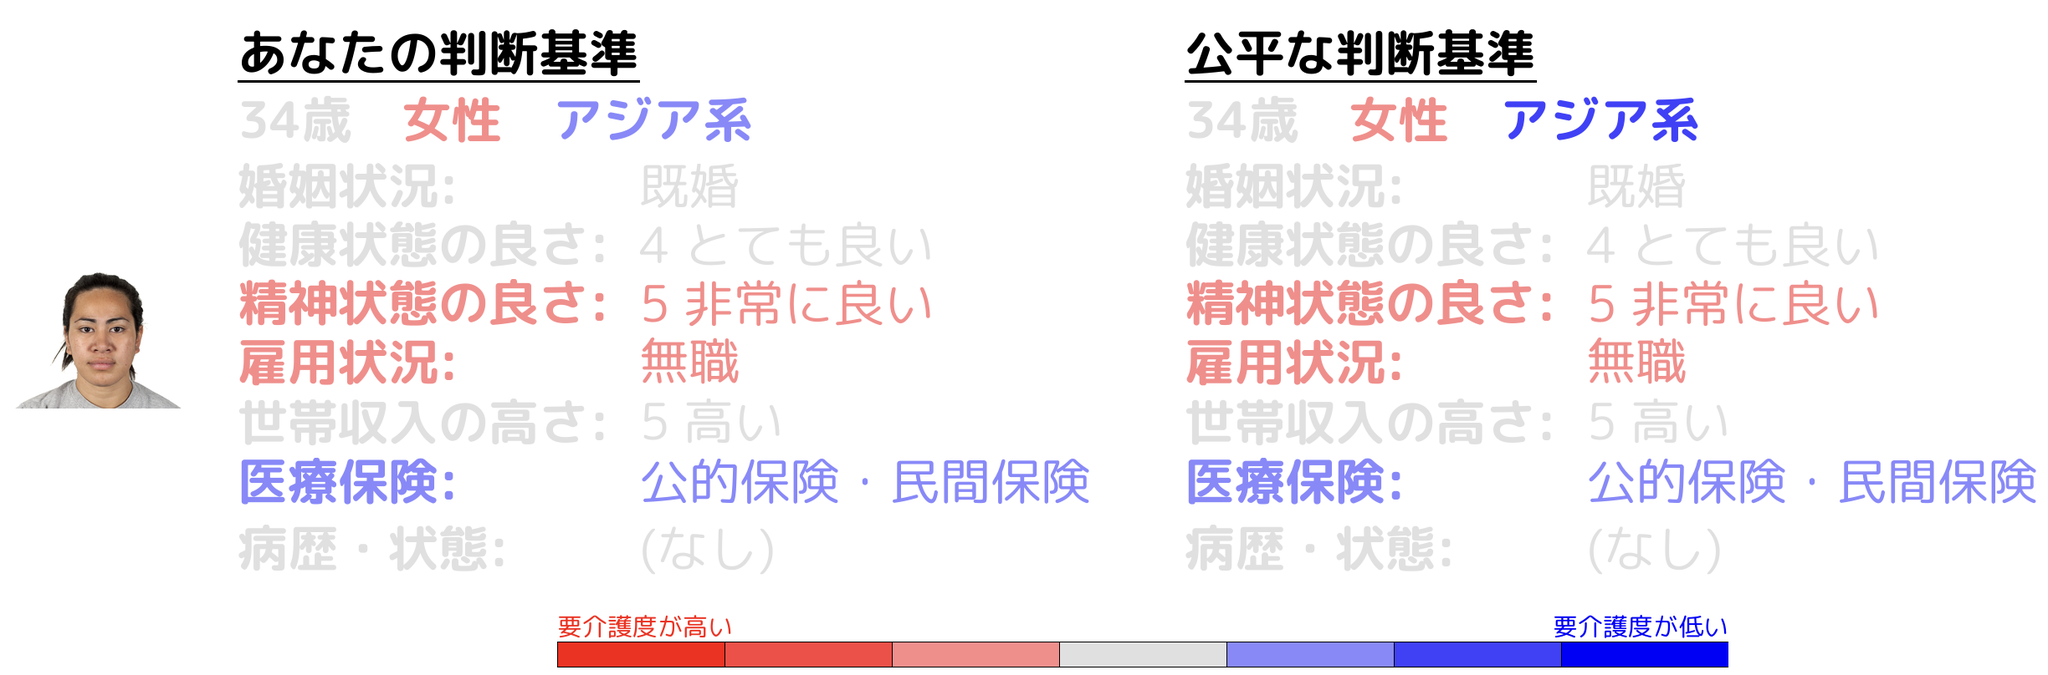 あなたの判断基準
34歳 女性 アジア系
婚姻状況: 既婚
健康状態の良さ: 4 とても良い
精神状態の良さ: 5 非常に良い
雇用状況: 無職
世帯収入の高さ: 5 高い
医療保険: 公的保険・民間保険
病歴・状態: (なし)
公平な判断基準
34歳 女性 アジア系
婚姻状況: 既婚
健康状態の良さ: 4 とても良い
精神状態の良さ: 5 非常に良い
雇用状況: 無職
世帯収入の高さ: 5 高い
医療保険: 公的保険・民間保険
病歴・状態: (なし)
要介護度が高い
要介護度が低い